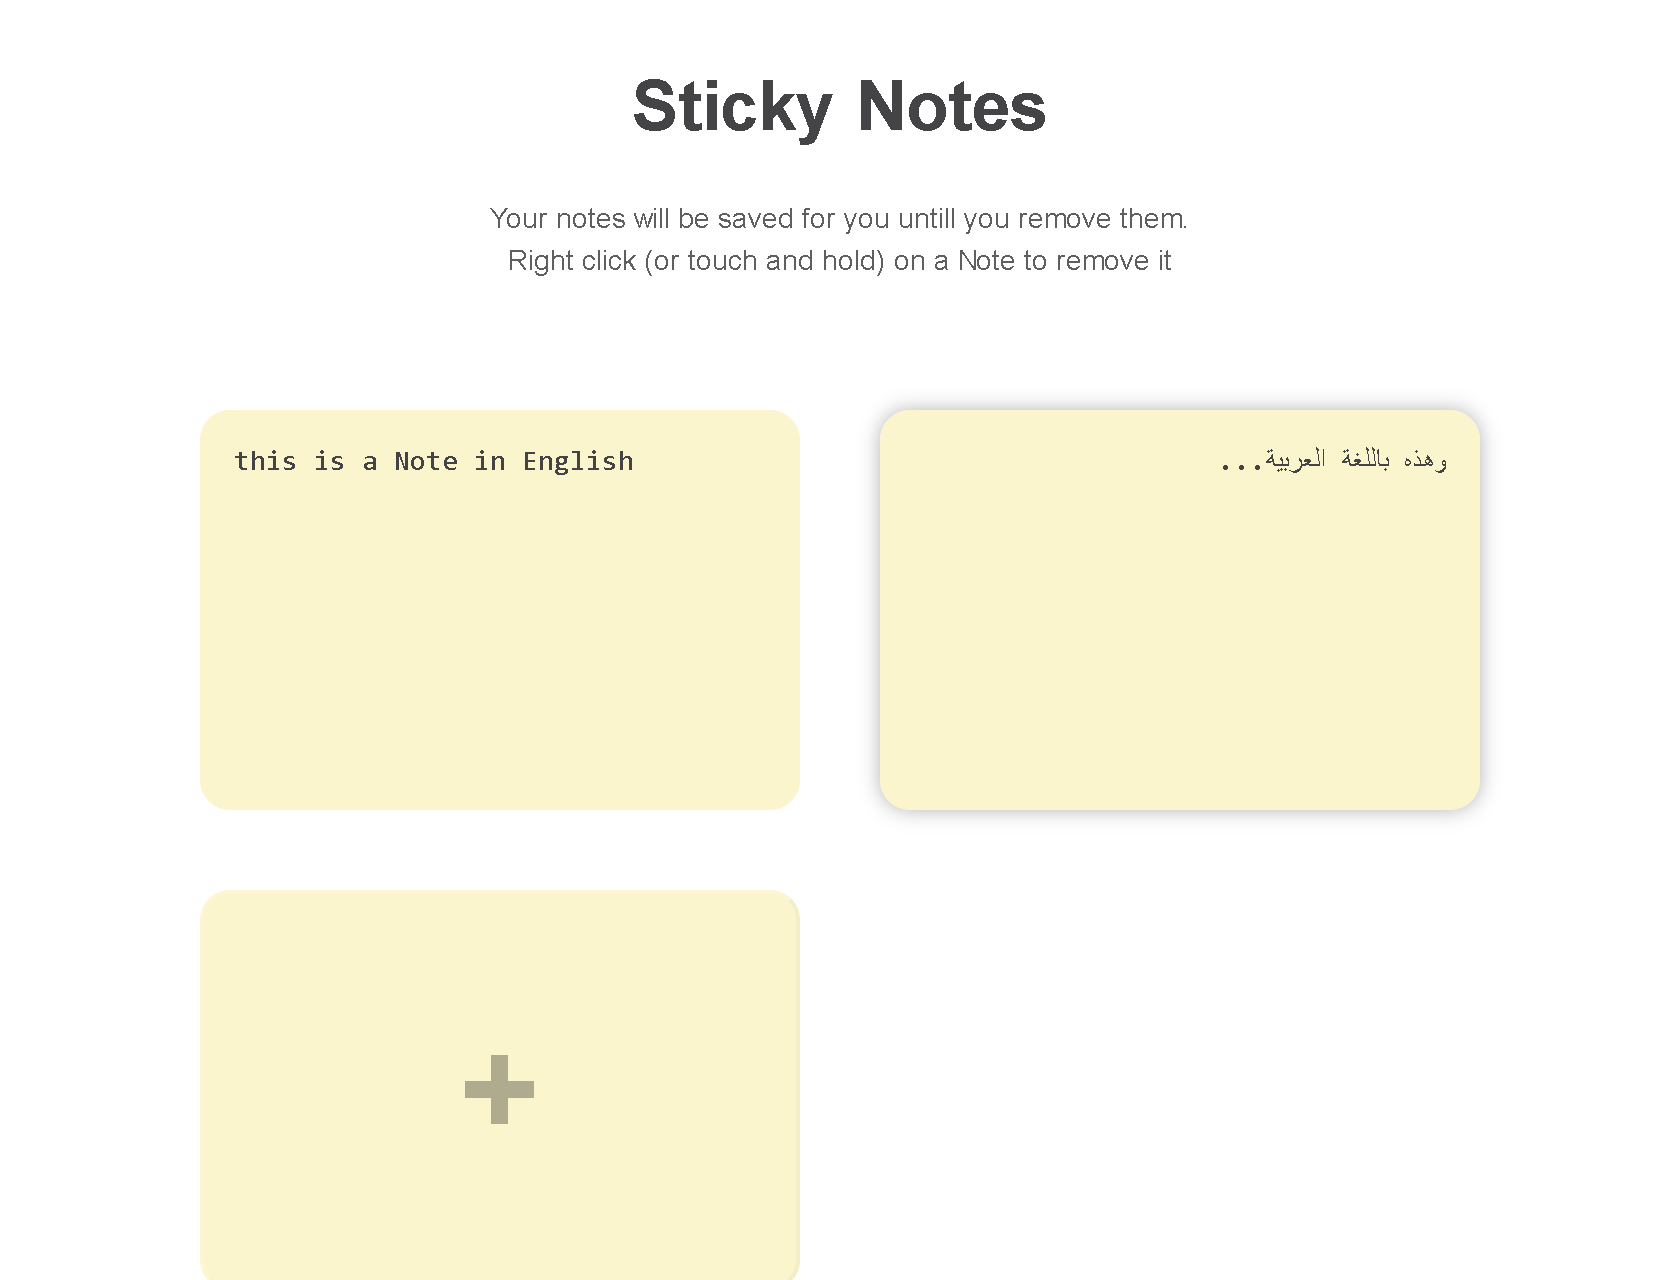 Sticky Notes
Your notes will be saved for you untill you remove them.
Right click (or touch and hold) on a Note to remove it
this is a Note in English
وهذه باللغة العربية...
+